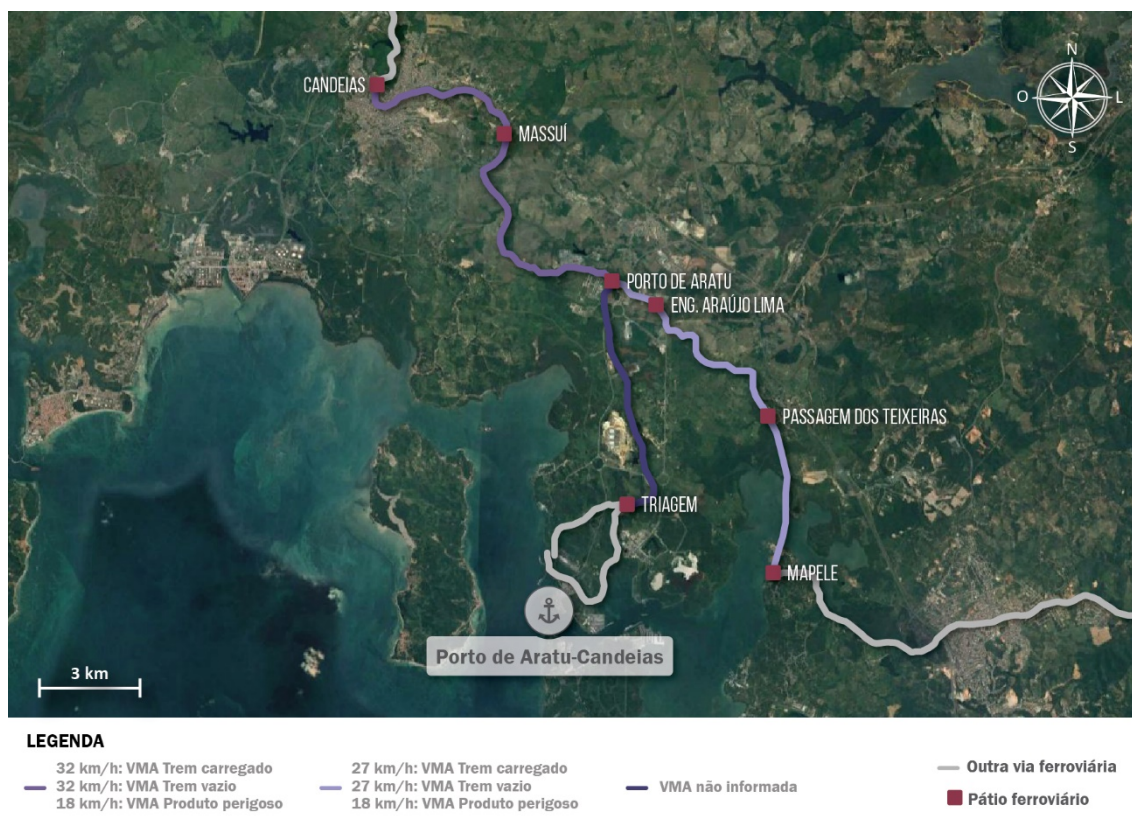 N
O
L
S
CANDEIAS
MASSUÍ
PORTO DE ARATU
ENG. ARAÚJO LIMA
PASSAGEM DOS TEIXEIRAS
TRIAGEM
MAPELE
Porto de Aratu-Candeias
3 km
LEGENDA
32 km/h: VMA Trem carregado
32 km/h: VMA Trem vazio
18 km/h: VMA Produto perigoso
27 km/h: VMA Trem carregado
27 km/h: VMA Trem vazio
18 km/h: VMA Produto perigoso
VMA não informada
Outra via ferroviária
Pátio ferroviário